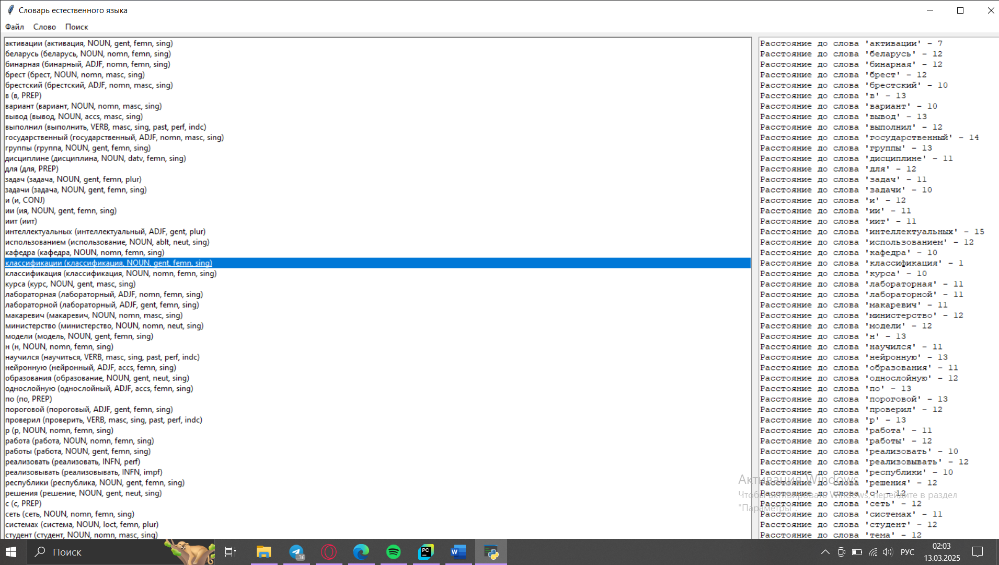 Словарь естественного языка
Файл Слово Поиск
активации (активация, NOUN, gent, femn, sing)
беларусь (беларусь, NOUN, nomn, femn, sing)
бинарная (бинарный, ADJF, nomn, femn, sing)
брест (брест, NOUN, nomn, masc, sing)
брестский (брестский, ADJF, nomn, masc, sing)
в (в, PREP)
вариант (вариант, NOUN, nomn, masc, sing)
вывод (вывод, NOUN, accs, masc, sing)
выполнил (выполнить, VERB, masc, sing, past, perf, indc)
государственный (государственный, ADJF, nomn, masc, sing)
группы (группа, NOUN, gent, femn, sing)
дисциплине (дисциплина, NOUN, datv, femn, sing)
для (для, PREP)
задач (задача, NOUN, gent, femn, plur)
задачи (задача, NOUN, gent, femn, sing)
и (и, CONJ)
ии (ия, NOUN, gent, femn, sing)
иит (иит)
интеллектуальных (интеллектуальный, ADJF, gent, plur)
использованием (использование, NOUN, ablt, neut, sing)
кафедра (кафедра, NOUN, nomn, femn, sing)
классификации (классификация, NOUN, gent, femn, sing)
классификация (классификация, NOUN, nomn, femn, sing)
курса (курс, NOUN, gent, masc, sing)
лабораторная (лабораторный, ADJF, nomn, femn, sing)
лабораторной (лабораторный, ADJF, gent, femn, sing)
макаревич (макаревич, NOUN, nomn, masc, sing)
министерство (министерство, NOUN, nomn, neut, sing)
модели (модель, NOUN, gent, femn, sing)
н (н, NOUN, nomn, femn, sing)
научился (научиться, VERB, masc, sing, past, perf, indc)
нейронную (нейронный, ADJF, accs, femn, sing)
образования (образование, NOUN, gent, neut, sing)
однослойную (однослойный, ADJF, accs, femn, sing)
по (по, PREP)
пороговой (пороговый, ADJF, gent, femn, sing)
проверил (проверить, VERB, masc, sing, past, perf, indc)
р (р, NOUN, nomn, femn, sing)
работа (работа, NOUN, nomn, femn, sing)
работы (работа, NOUN, gent, femn, sing)
реализовать (реализовать, INFN, perf)
реализовывать (реализовывать, INFN, impf)
республики (республика, NOUN, gent, femn, sing)
решения (решение, NOUN, gent, neut, sing)
с (с, PREP)
сеть (сеть, NOUN, nomn, femn, sing)
системах (система, NOUN, loct, femn, plur)
студент (студент, NOUN, nomn, masc, sing)
Расстояние до слова 'активации' - 7
Расстояние до слова 'беларусь' - 12
Расстояние до слова 'бинарная' - 12
Расстояние до слова 'брест' - 12
Расстояние до слова 'брестский' - 10
Расстояние до слова 'в' - 13
Расстояние до слова 'вариант' - 10
Расстояние до слова 'вывод' - 13
Расстояние до слова 'выполнил' - 12
Расстояние до слова 'государственный' - 14
Расстояние до слова 'группы' - 13
Расстояние до слова 'дисциплине' - 11
Расстояние до слова 'для' - 12
Расстояние до слова 'задач' - 11
Расстояние до слова 'задачи' - 10
Расстояние до слова 'и' - 12
Расстояние до слова 'ии' - 11
Расстояние до слова 'иит' - 11
Расстояние до слова 'интеллектуальных' - 15
Расстояние до слова 'использованием' - 12
Расстояние до слова 'кафедра' - 10
Расстояние до слова 'классификация' - 1
Расстояние до слова 'курса' - 10
Расстояние до слова 'лабораторная' - 11
Расстояние до слова 'лабораторной' - 11
Расстояние до слова 'макаревич' - 11
Расстояние до слова 'министерство' - 12
Расстояние до слова 'модели' - 12
Расстояние до слова 'н' - 13
Расстояние до слова 'научился' - 11
Расстояние до слова 'нейронную' - 13
Расстояние до слова 'образования' - 11
Расстояние до слова 'однослойную' - 12
Расстояние до слова 'по' - 13
Расстояние до слова 'пороговой' - 13
Расстояние до слова 'проверил' - 12
Расстояние до слова 'р' - 13
Расстояние до слова 'работа' - 11
Расстояние до слова 'работы' - 12
Расстояние до слова 'реализовать' - 10
Расстояние до слова 'реализовывать' - 12
Расстояние до слова 'республики' - 10
Расстояние до слова 'решения' - 12
Расстояние до слова 'с' - 12
Расстояние до слова 'сеть' - 12
Расстояние до слова 'системах' - 11
Расстояние до слова 'студент' - 12
Расстояние до слова 'тема' - 12
Активация Windows
Чтобы активировать Windows, перейдите в раздел
"Параметры".
Поиск
PC
W
..36
РУС
02:03
13.03.2025